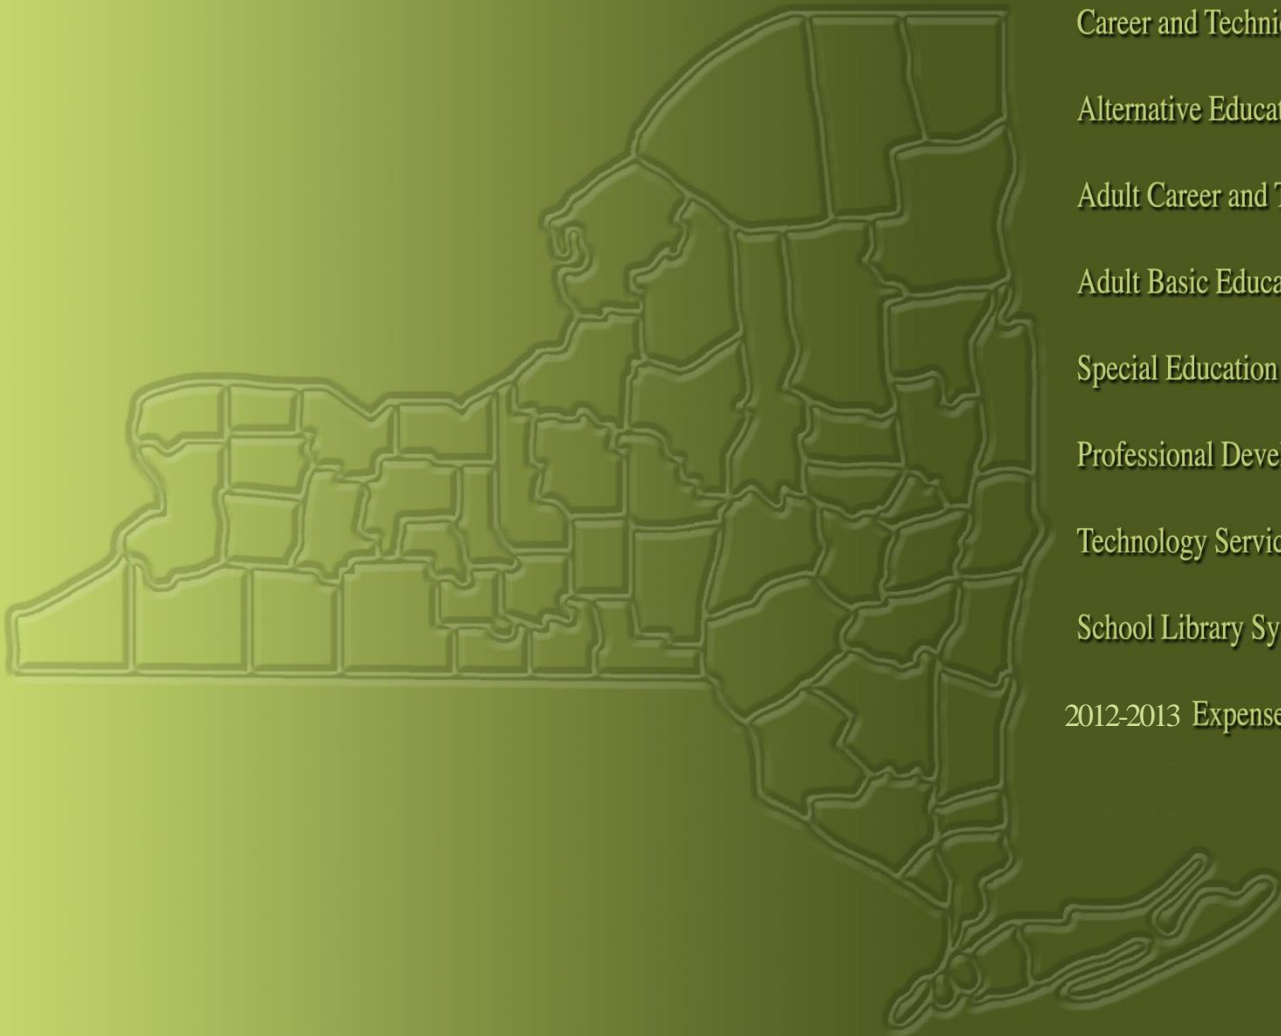 Career and Techni
Alternative Educat
Adult Career and T
Adult Basic Educa
Special Education
Professional Deve
Technology Servic
School Library Sy
2012-2013 Expense